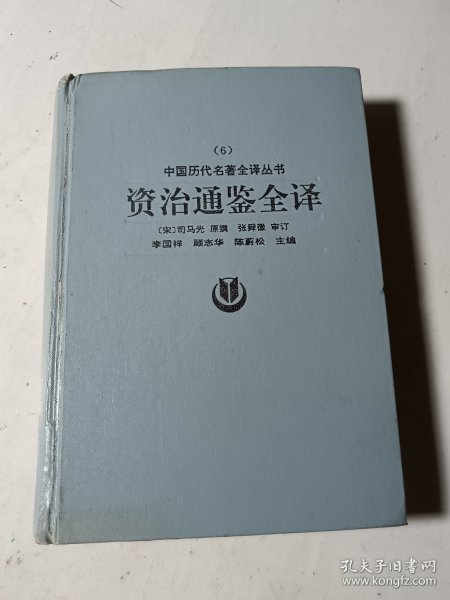 （6）
中国历代名著全译丛书
资治通鉴全译
〔宋〕司马光 原撰 张舜徽 审订
李国祥 顾志华 陈蔚松 主编
孔夫子旧书网
www.kongfz.com